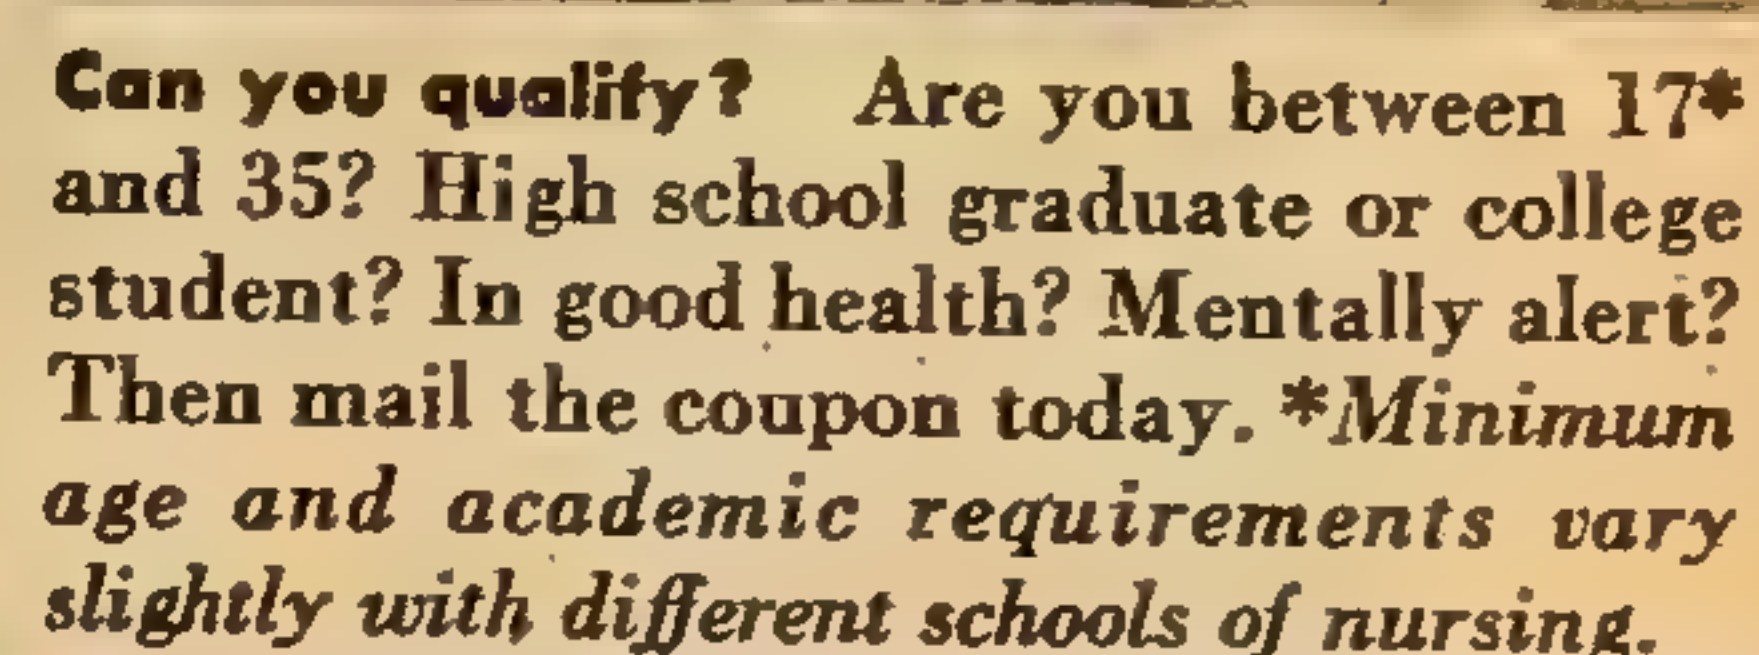 Can you qualify? Are you between 17*
and 35? High school graduate or college
student? In good health? Mentally alert?
Then mail the coupon today. *Minimum
age and academic requirements vary
slightly with different schools of nursing.